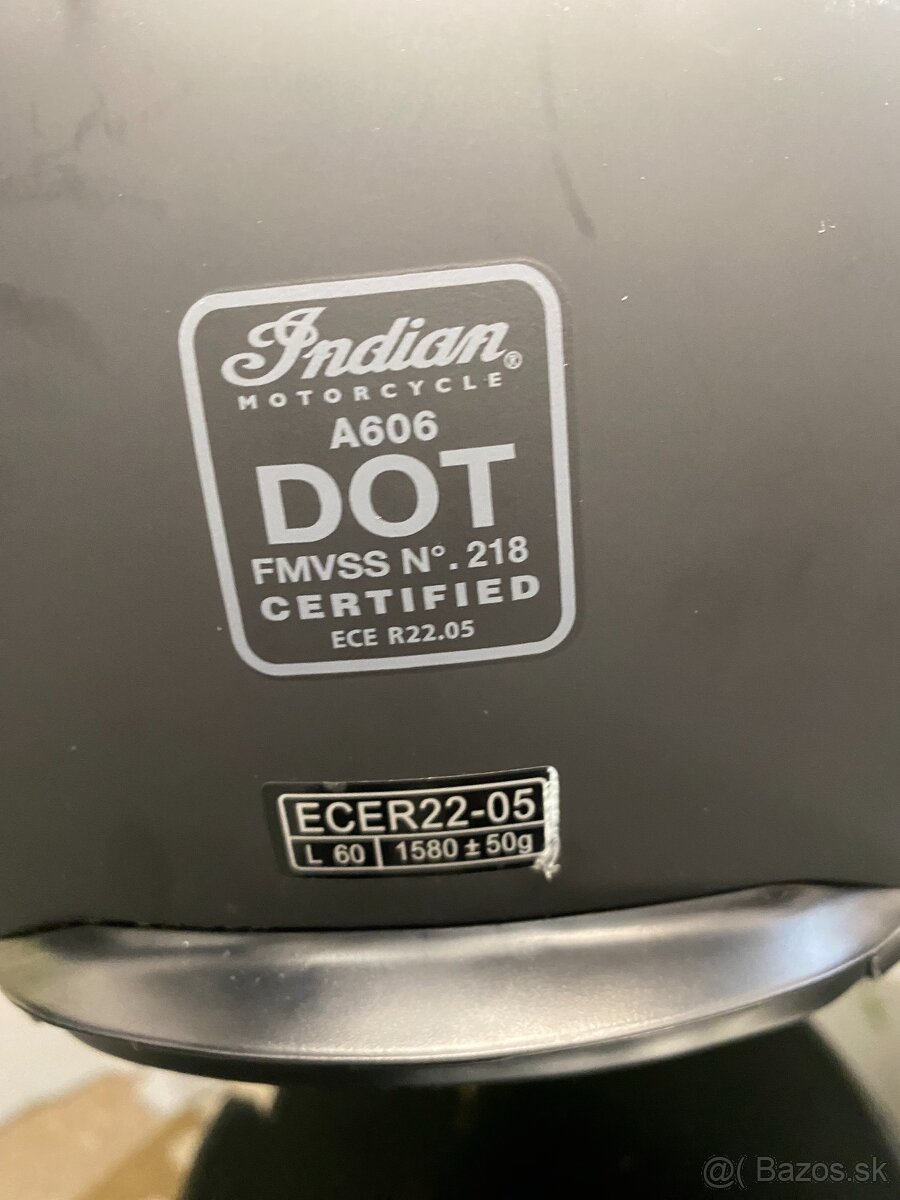 Indian®
MOTORCYCLE
A606
DOT
FMVSS N°. 218
CERTIFIED
ECE R22.05
ECER22-05
L 60 1580 ± 50g
@( Bazos.sk